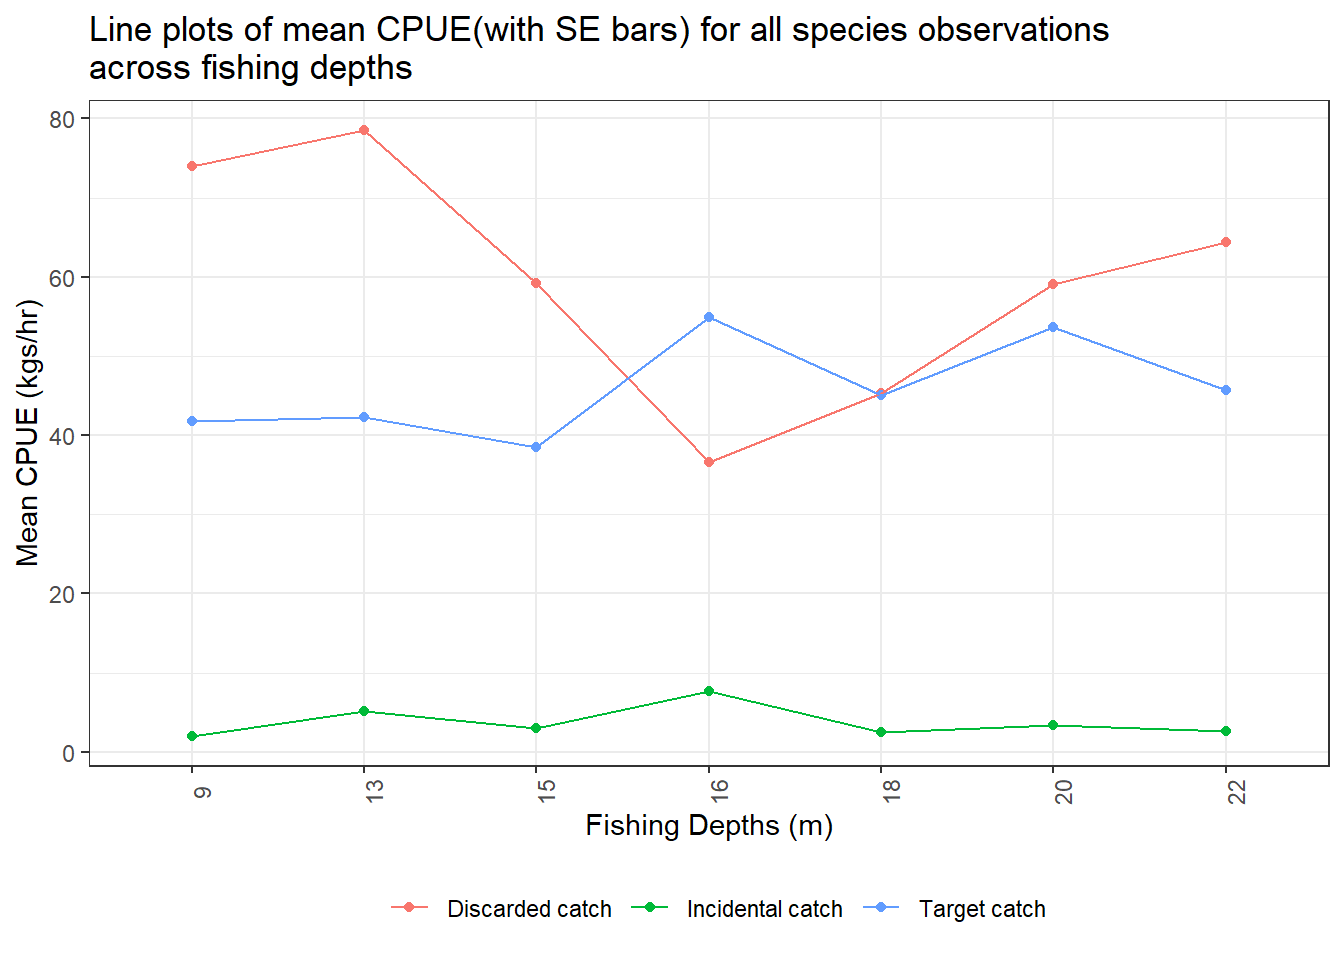 Line plots of mean CPUE(with SE bars) for all species observations
across fishing depths
Mean CPUE (kgs/hr)
80
60
40
20
0
9 13 15 16 18 20 22
Fishing Depths (m)
Discarded catch Incidental catch Target catch